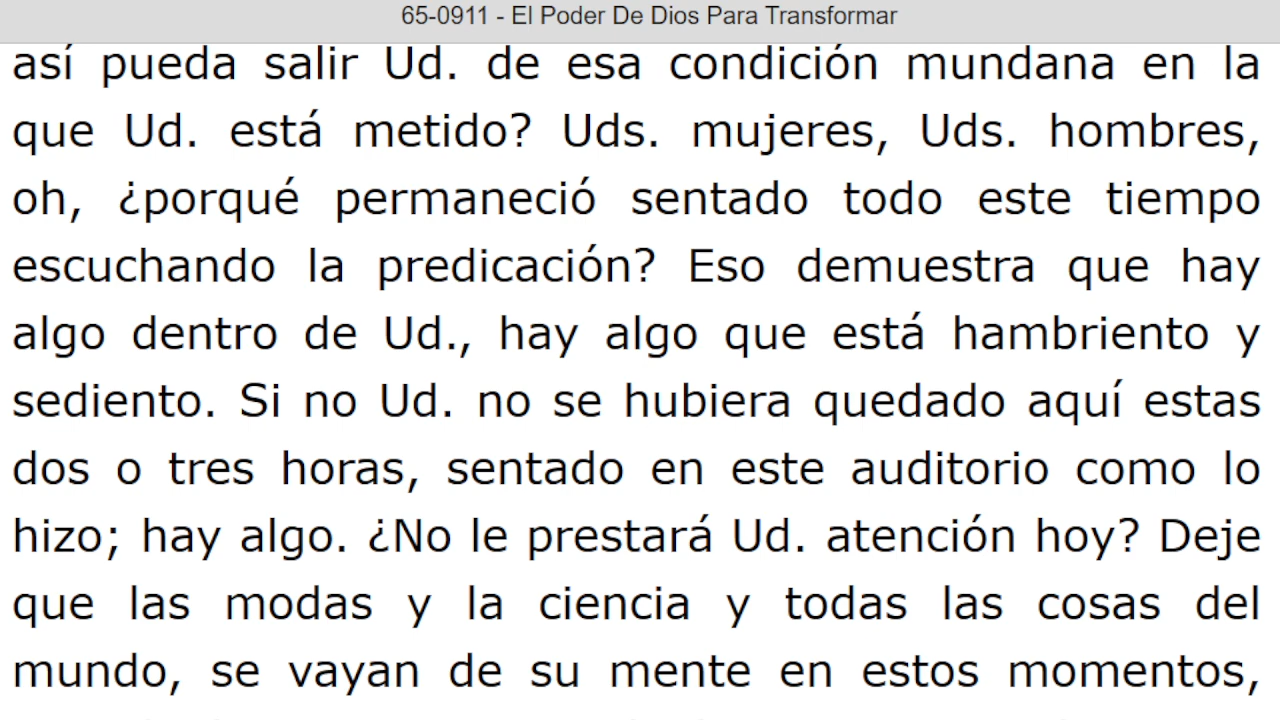 65-0911 - El Poder De Dios Para Transformar
así pueda salir Ud. de esa condición mundana en la
que Ud. está metido? Uds. mujeres, Uds. hombres,
oh, ¿porqué permaneció sentado todo este tiempo
escuchando la predicación? Eso demuestra que hay
algo dentro de Ud., hay algo que está hambriento y
sediento. Si no Ud. no se hubiera quedado aquí estas
dos o tres horas, sentado en este auditorio como lo
hizo; hay algo. ¿No le prestará Ud. atención hoy? Deje
que las modas y la ciencia y todas las cosas del
mundo, se vayan de su mente en estos momentos,